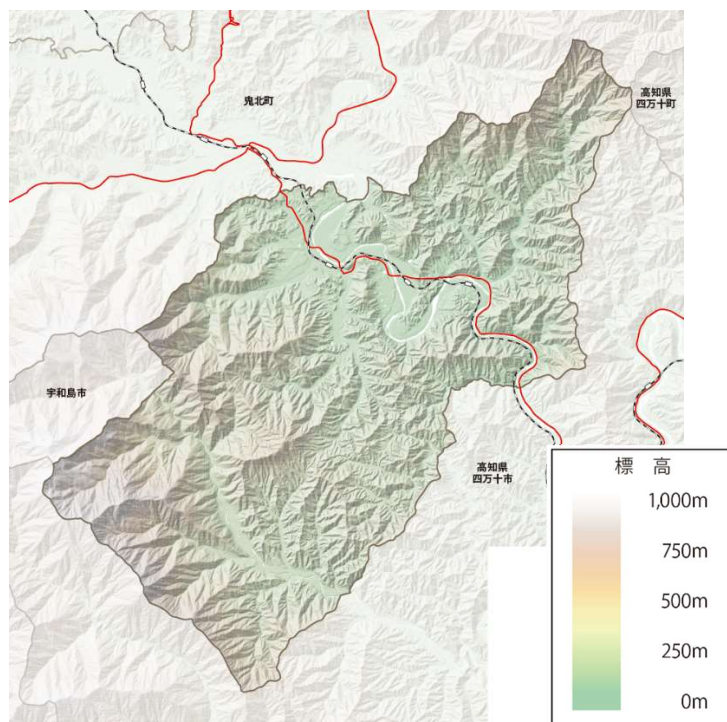 鬼北町
高知県
四万十町
宇和島市
高知県
四万十市
標 高
1,000m
750m
500m
250m
0m